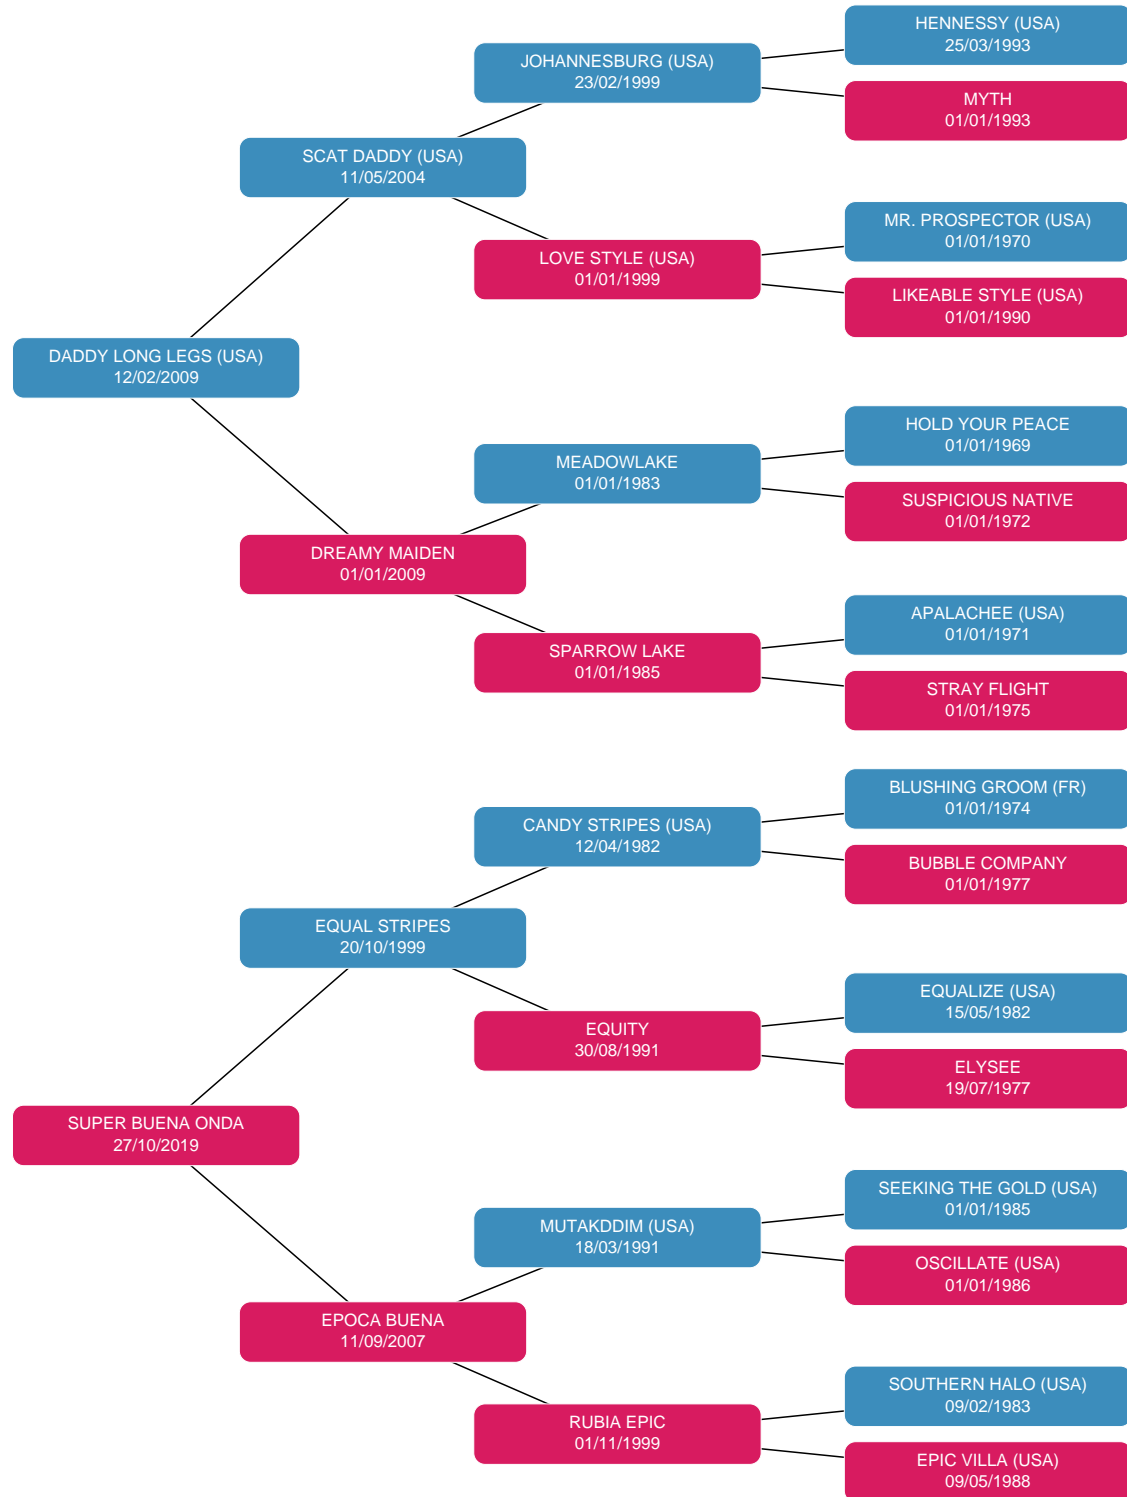 HENNESSY (USA)
25/03/1993
JOHANNESBURG (USA)
23/02/1999
MYTH
01/01/1993
SCAT DADDY (USA)
11/05/2004
MR. PROSPECTOR (USA)
01/01/1970
LOVE STYLE (USA)
01/01/1999
LIKEABLE STYLE (USA)
01/01/1990
DADDY LONG LEGS (USA)
12/02/2009
HOLD YOUR PEACE
01/01/1969
MEADOWLAKE
01/01/1983
SUSPICIOUS NATIVE
01/01/1972
DREAMY MAIDEN
01/01/2009
APALACHEE (USA)
01/01/1971
SPARROW LAKE
01/01/1985
STRAY FLIGHT
01/01/1975
BLUSHING GROOM (FR)
01/01/1974
CANDY STRIPES (USA)
12/04/1982
BUBBLE COMPANY
01/01/1977
EQUAL STRIPES
20/10/1999
EQUALIZE (USA)
15/05/1982
EQUITY
30/08/1991
ELYSEE
19/07/1977
SUPER BUENA ONDA
27/10/2019
SEEKING THE GOLD (USA)
01/01/1985
MUTAKDDIM (USA)
18/03/1991
OSCILLATE (USA)
01/01/1986
EPOCA BUENA
11/09/2007
SOUTHERN HALO (USA)
09/02/1983
RUBIA EPIC
01/11/1999
EPIC VILLA (USA)
09/05/1988